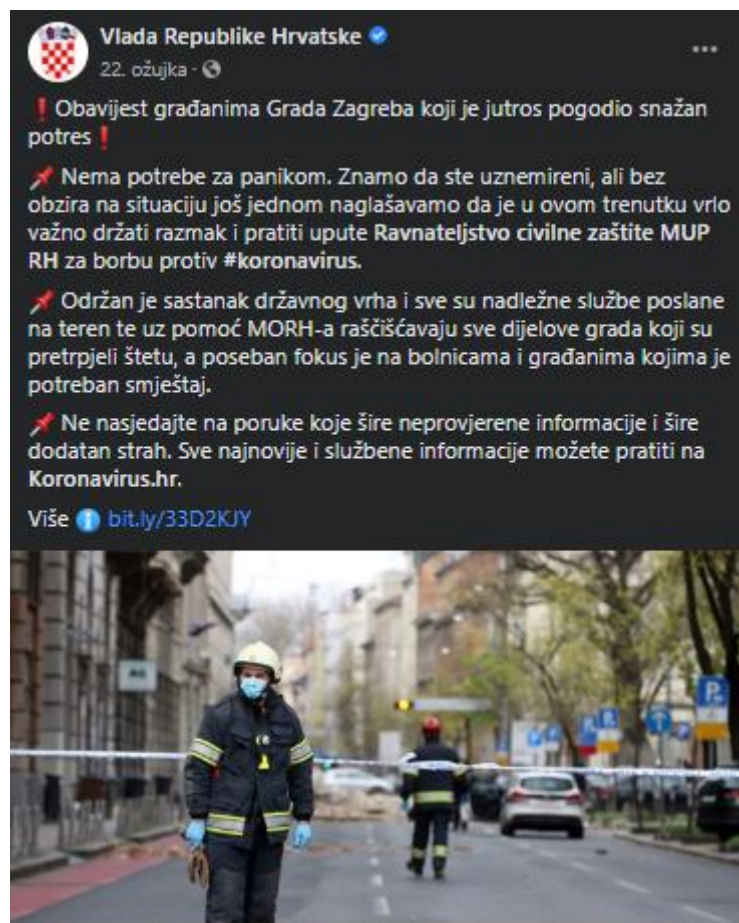 Vlada Republike Hrvatske
22. ožujka ·
❗Obavijest građanima Grada Zagreba koji je jutros pogodio snažan
potres❗
📌 Nema potrebe za panikom. Znamo da ste uznemireni, ali bez
obzira na situaciju još jednom naglašavamo da je u ovom trenutku vrlo
važno držati razmak i pratiti upute Ravnateljstvo civilne zaštite MUP
RH za borbu protiv #koronavirus.
📌 Održan je sastanak državnog vrha i sve su nadležne službe poslane
na teren te uz pomoć MORH-a raščišćavaju sve dijelove grada koji su
pretrpjeli štetu, a poseban fokus je na bolnicama i građanima kojima je
potreban smještaj.
📌 Ne nasjedajte na poruke koje šire neprovjerene informacije i šire
dodatan strah. Sve najnovije i službene informacije možete pratiti na
Koronavirus.hr.
Više ℹ️ bit.ly/33D2KJY
P